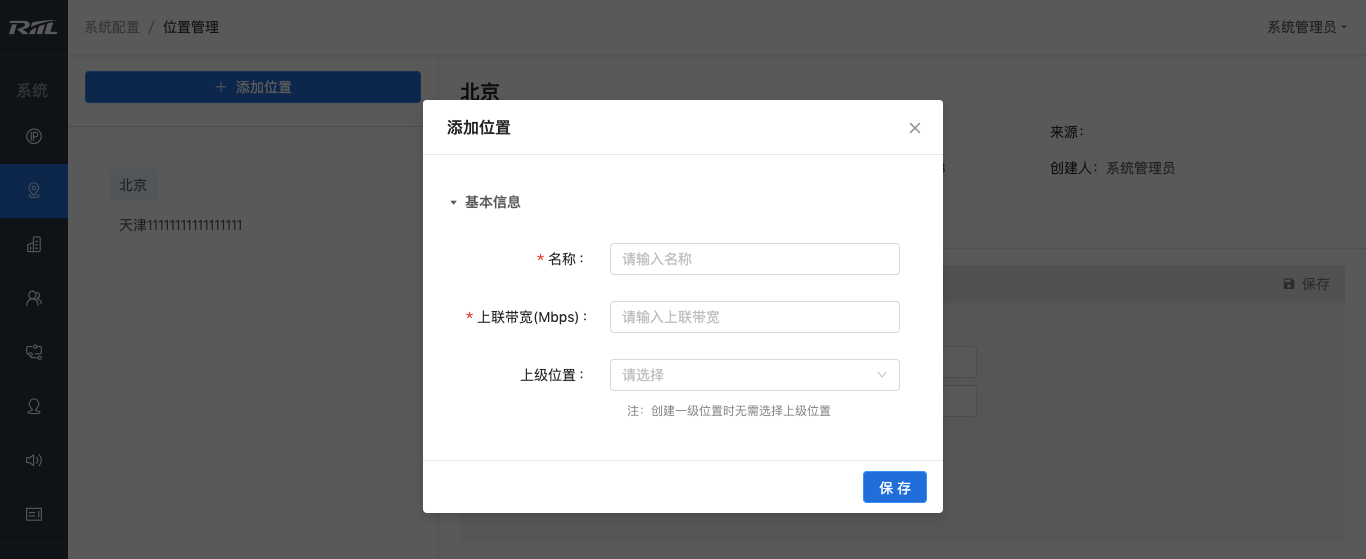 RIIL
系统配置 / 位置管理
系统管理员
系统
+ 添加位置
北京
天津11111111111111111
北京
来源：
创建人：系统管理员
保存
添加位置
基本信息
* 名称：
请输入名称
* 上联带宽(Mbps)：
请输入上联带宽
上级位置：
请选择
注：创建一级位置时无需选择上级位置
保 存